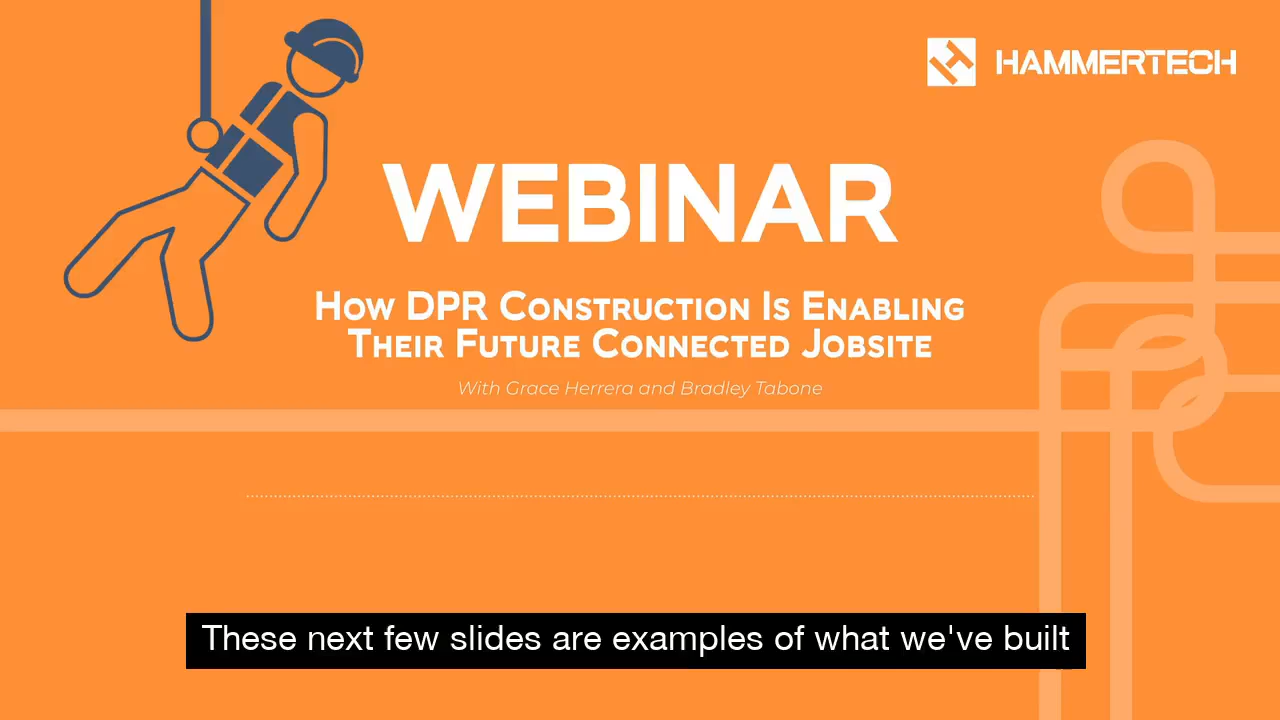 HAMMERTECH
WEBINAR
How DPR Construction Is Enabling
Their Future Connected Jobsite
With Grace Herrera and Bradley Tabone
These next few slides are examples of what we've built